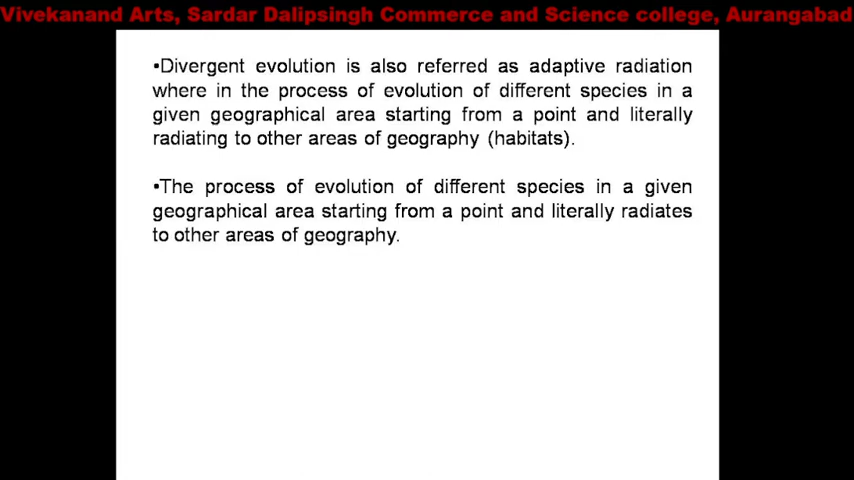 Vivekanand Arts, Sardar Dalipsingh Commerce and Science college, Aurangabad
•Divergent evolution is also referred as adaptive radiation
where in the process of evolution of different species in a
given geographical area starting from a point and literally
radiating to other areas of geography (habitats).
•The process of evolution of different species in a given
geographical area starting from a point and literally radiates
to other areas of geography.